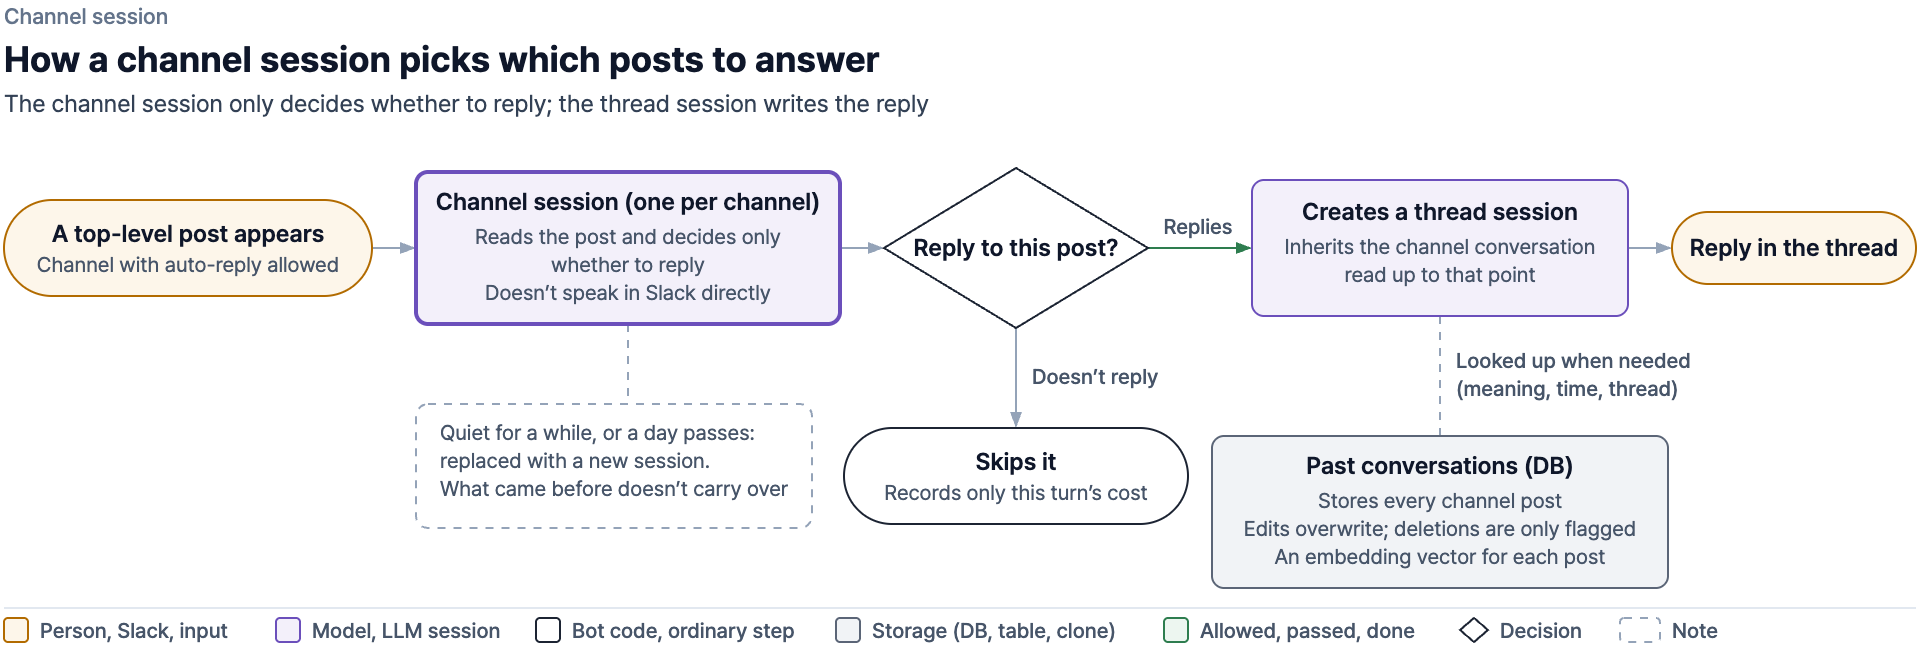 Channel session
How a channel session picks which posts to answer
The channel session only decides whether to reply; the thread session writes the reply
A top-level post appears
Channel with auto-reply allowed
Channel session (one per channel)
Reads the post and decides only
whether to reply
Doesn’t speak in Slack directly
Reply to this post?
Replies
Creates a thread session
Inherits the channel conversation
read up to that point
Reply in the thread
Quiet for a while, or a day passes:
replaced with a new session.
What came before doesn’t carry over
Doesn’t reply
Skips it
Records only this turn’s cost
Looked up when needed
(meaning, time, thread)
Past conversations (DB)
Stores every channel post
Edits overwrite; deletions are only flagged
An embedding vector for each post
Person, Slack, input
Model, LLM session
Bot code, ordinary step
Storage (DB, table, clone)
Allowed, passed, done
Decision
Note